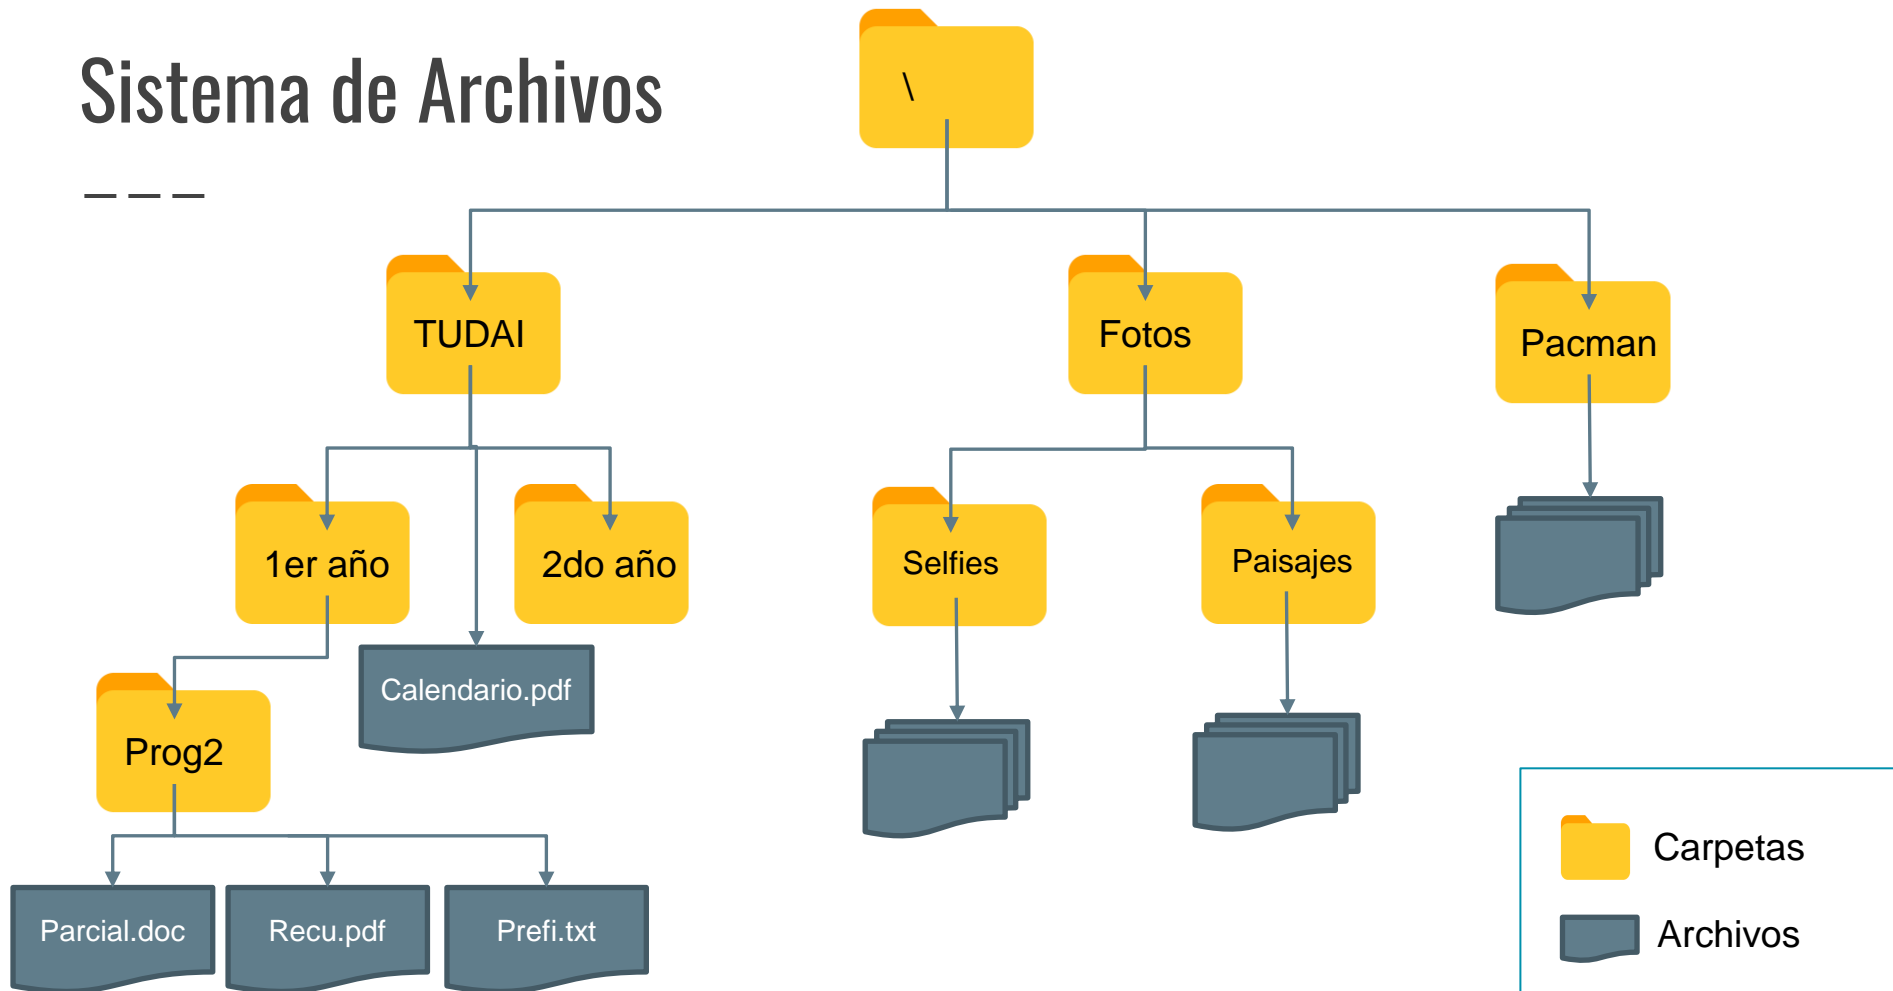 Sistema de Archivos
\
TUDAI
Fotos
Pacman
1er año
2do año
Selfies
Paisajes
Calendario.pdf
Prog2
Parcial.doc
Recu.pdf
Prefi.txt
Carpetas
Archivos